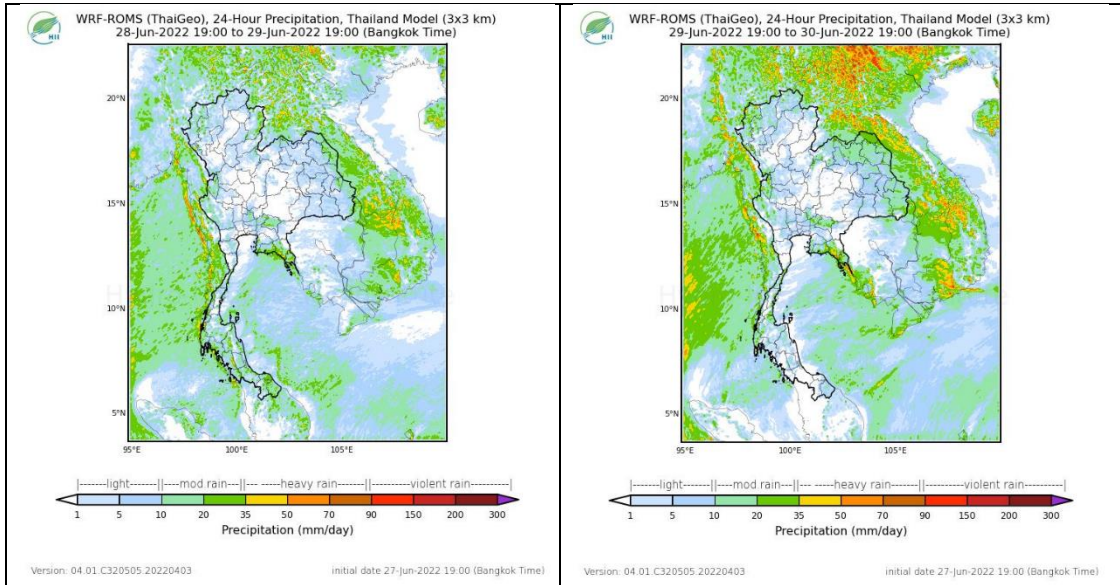 WRF-ROMS (ThaiGeo), 24-Hour Precipitation, Thailand Model (3x3 km)
28-Jun-2022 19:00 to 29-Jun-2022 19:00 (Bangkok Time)
HII
20°N
15°N
10°N
5°N
95°E 100°E 105°E
|-------light-------||----mod rain---||--- ----heavy rain---||----------violent rain---------|
1 5 10 20 35 50 70 90 150 200 300
Precipitation (mm/day)
Version: 04.01.C320505.20220403 initial date 27-Jun-2022 19:00 (Bangkok Time)
WRF-ROMS (ThaiGeo), 24-Hour Precipitation, Thailand Model (3x3 km)
29-Jun-2022 19:00 to 30-Jun-2022 19:00 (Bangkok Time)
HII
20°N
15°N
10°N
5°N
95°E 100°E 105°E
|-------light-------||----mod rain---||--- ----heavy rain---||----------violent rain---------|
1 5 10 20 35 50 70 90 150 200 300
Precipitation (mm/day)
Version: 04.01.C320505.20220403 initial date 27-Jun-2022 19:00 (Bangkok Time)